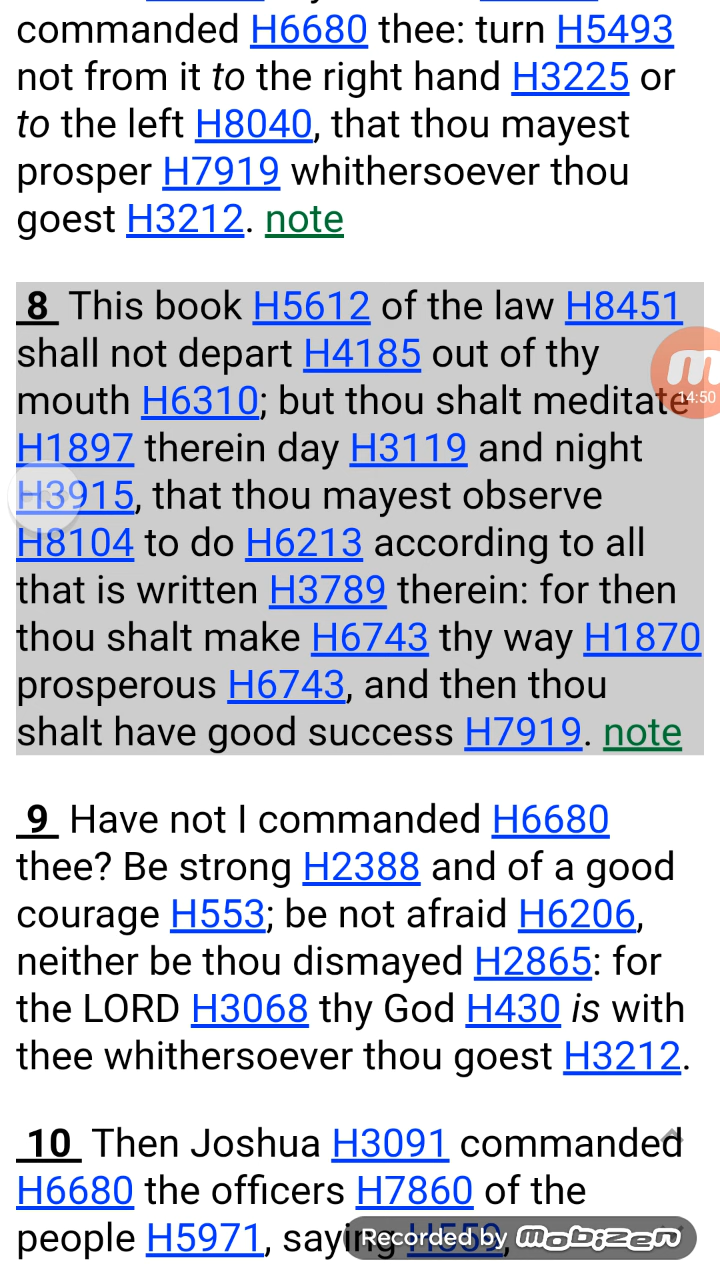 commanded H6680 thee: turn H5493
not from it to the right hand H3225 or
to the left H8040, that thou mayest
prosper H7919 whithersoever thou
goest H3212. note
8 This book H5612 of the law H8451
shall not depart H4185 out of thy
mouth H6310; but thou shalt meditate
14:50
H1897 therein day H3119 and night
H3915, that thou mayest observe
H8104 to do H6213 according to all
that is written H3789 therein: for then
thou shalt make H6743 thy way H1870
prosperous H6743, and then thou
shalt have good success H7919. note
9 Have not I commanded H6680
thee? Be strong H2388 and of a good
courage H553; be not afraid H6206,
neither be thou dismayed H2865: for
the LORD H3068 thy God H430 is with
thee whithersoever thou goest H3212.
10 Then Joshua H3091 commanded
H6680 the officers H7860 of the
people H5971, saying H559,
Recorded by mobizen